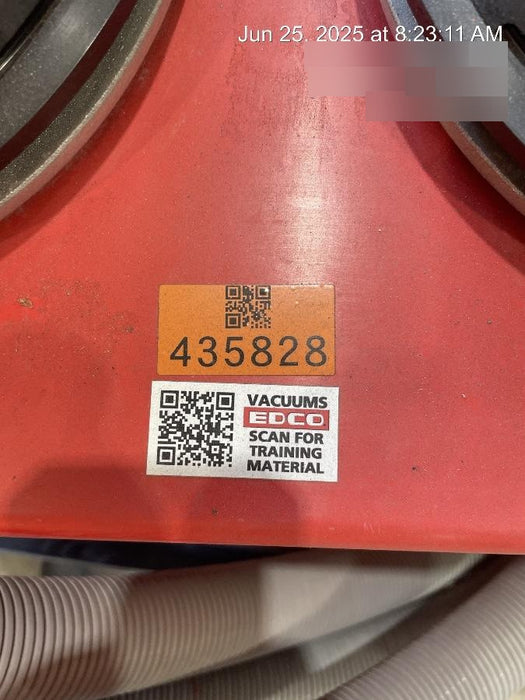 Jun 25, 2025 at 8:23:11 AM
435828
VACUUMS
EDCO
SCAN FOR
TRAINING
MATERIAL